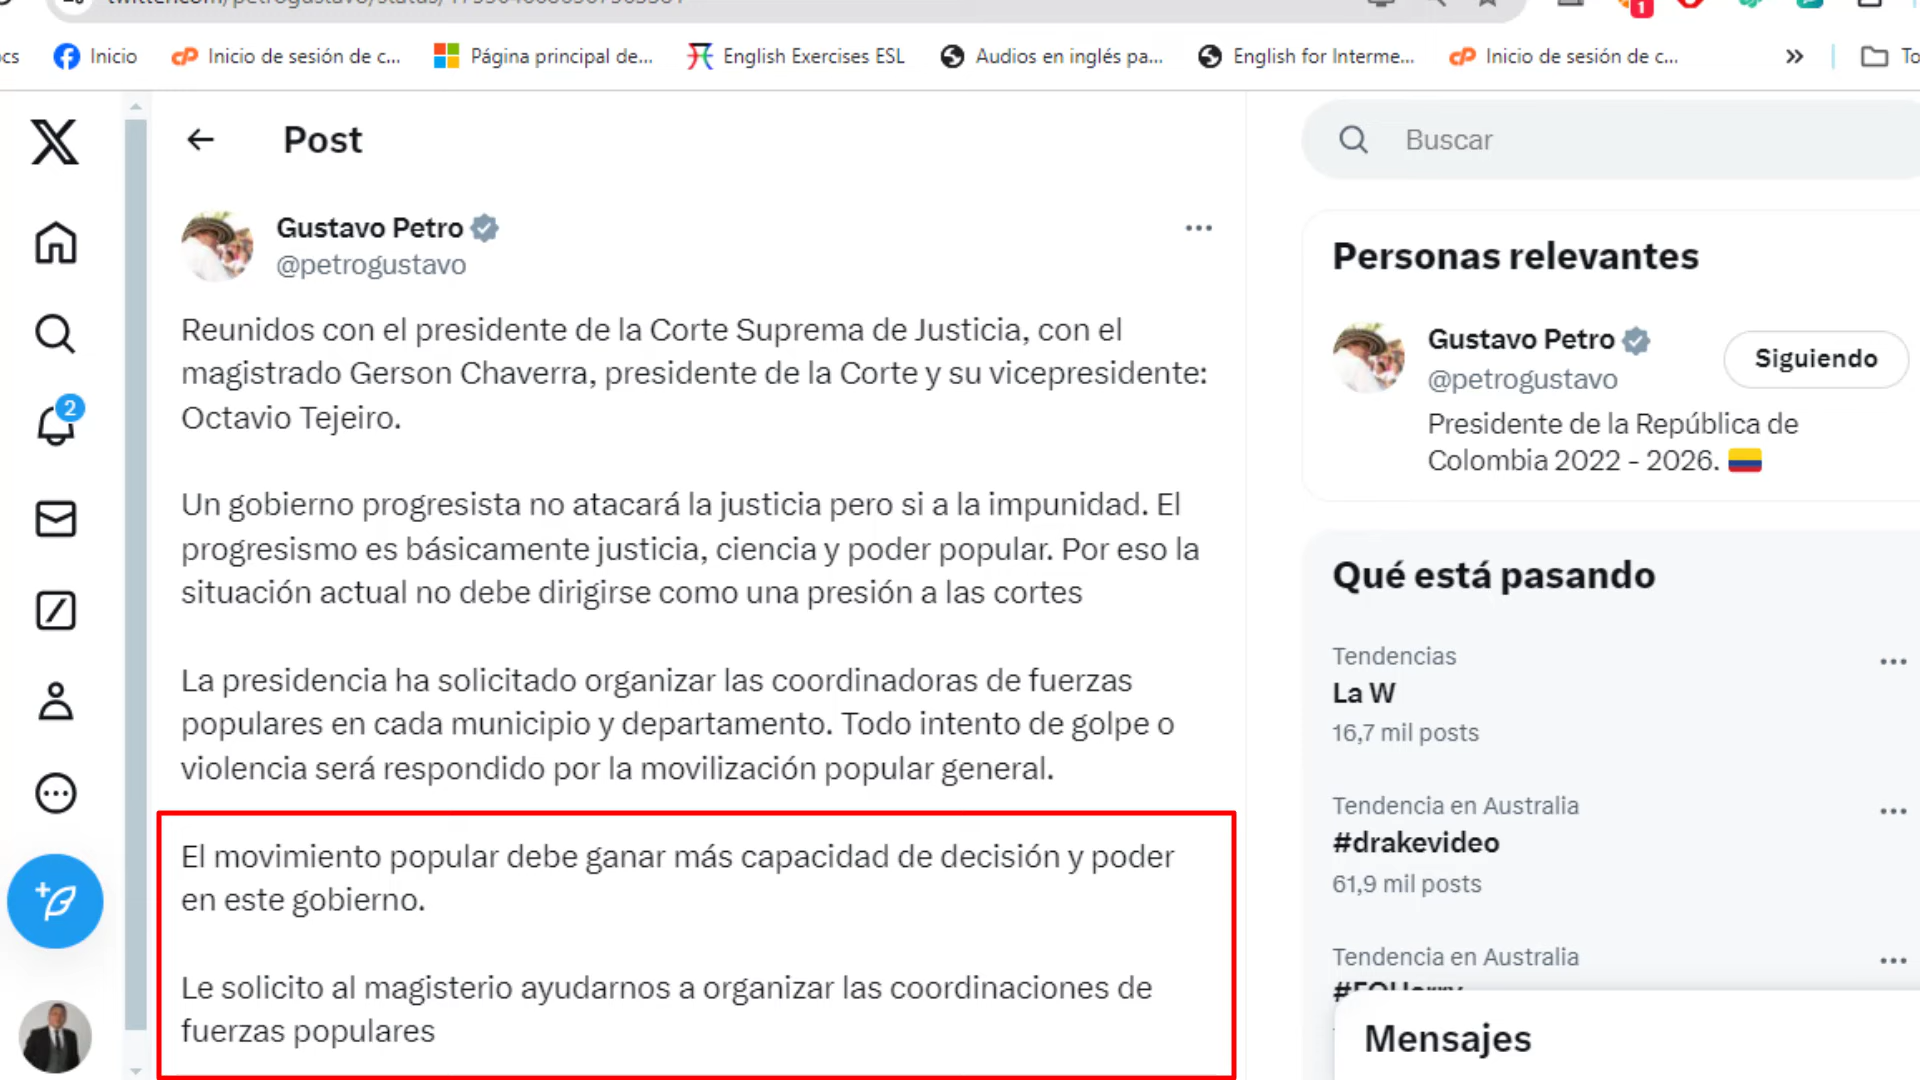 Inicio
Inicio de sesión de c...
Página principal de...
English Exercises ESL
Audios en inglés pa...
English for Interme...
Inicio de sesión de c...
»
1
Post
Gustavo Petro
@petrogustavo
Reunidos con el presidente de la Corte Suprema de Justicia, con el
magistrado Gerson Chaverra, presidente de la Corte y su vicepresidente:
Octavio Tejeiro.
Un gobierno progresista no atacará la justicia pero si a la impunidad. El
progresismo es básicamente justicia, ciencia y poder popular. Por eso la
situación actual no debe dirigirse como una presión a las cortes
La presidencia ha solicitado organizar las coordinadoras de fuerzas
populares en cada municipio y departamento. Todo intento de golpe o
violencia será respondido por la movilización popular general.
El movimiento popular debe ganar más capacidad de decisión y poder
en este gobierno.
Le solicito al magisterio ayudarnos a organizar las coordinaciones de
fuerzas populares
2
Buscar
Personas relevantes
Gustavo Petro
@petrogustavo
Siguiendo
Presidente de la República de
Colombia 2022 - 2026.
Qué está pasando
Tendencias
La W
16,7 mil posts
Tendencia en Australia
#drakevideo
61,9 mil posts
Tendencia en Australia
Mensajes